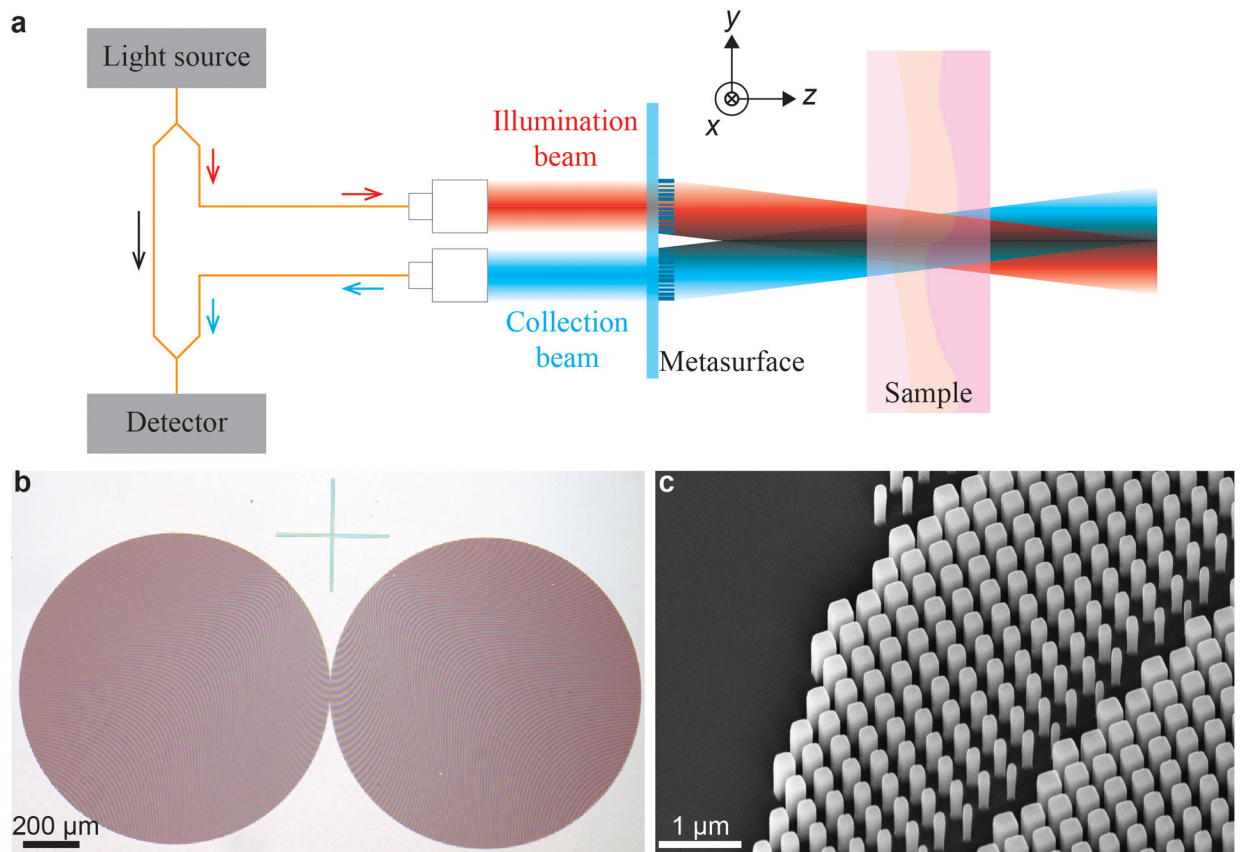 a
Light source
Illumination
beam
y
z
x
Collection
beam
Metasurface
Sample
Detector
b
200 μm
c
1 μm